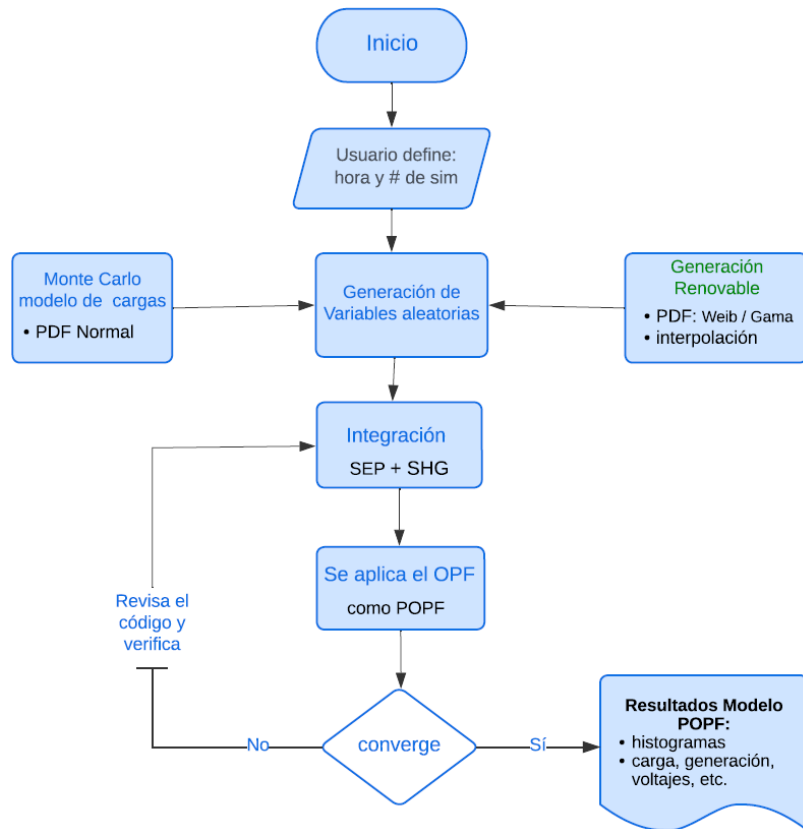 Inicio
Usuario define:
hora y # de sim
Monte Carlo
modelo de cargas
• PDF Normal
Generación de
Variables aleatorias
Generación
Renovable
• PDF: Weib / Gama
• interpolación
Integración
SEP + SHG
Se aplica el OPF
como POPF
Revisa el
código y
verifica
No
converge
Sí
Resultados Modelo
POPF:
• histogramas
• carga, generación,
voltajes, etc.